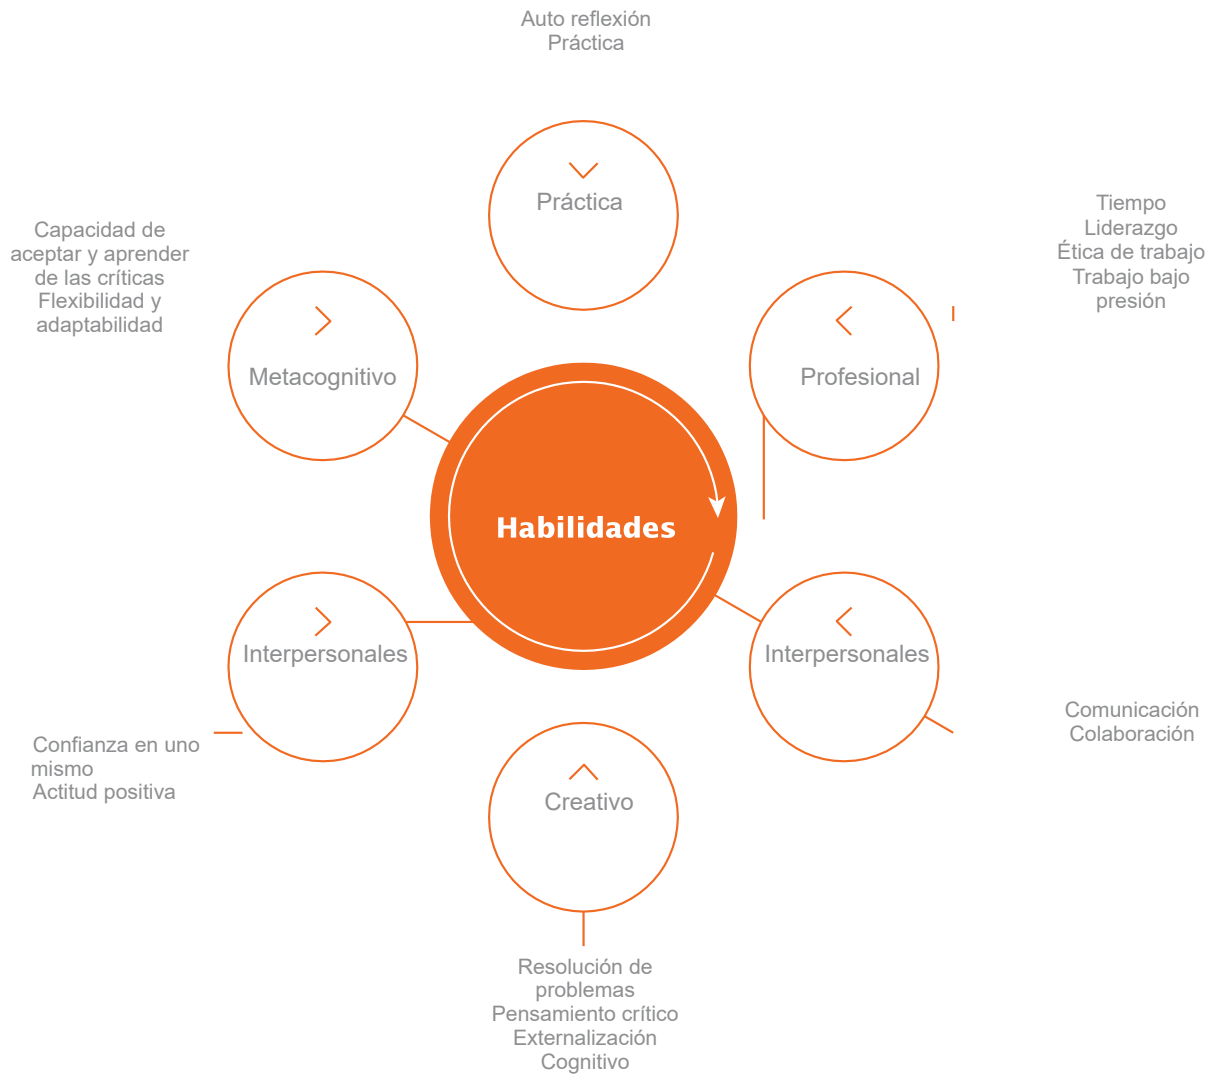 Auto reflexión
Práctica
Práctica
Tiempo
Liderazgo
Ética de trabajo
Trabajo bajo
presión
Capacidad de
aceptar y aprender
de las críticas
Flexibilidad y
adaptabilidad
Metacognitivo
Profesional
Habilidades
Interpersonales
Interpersonales
Comunicación
Colaboración
Confianza en uno
mismo
Actitud positiva
Creativo
Resolución de
problemas
Pensamiento crítico
Externalización
Cognitivo